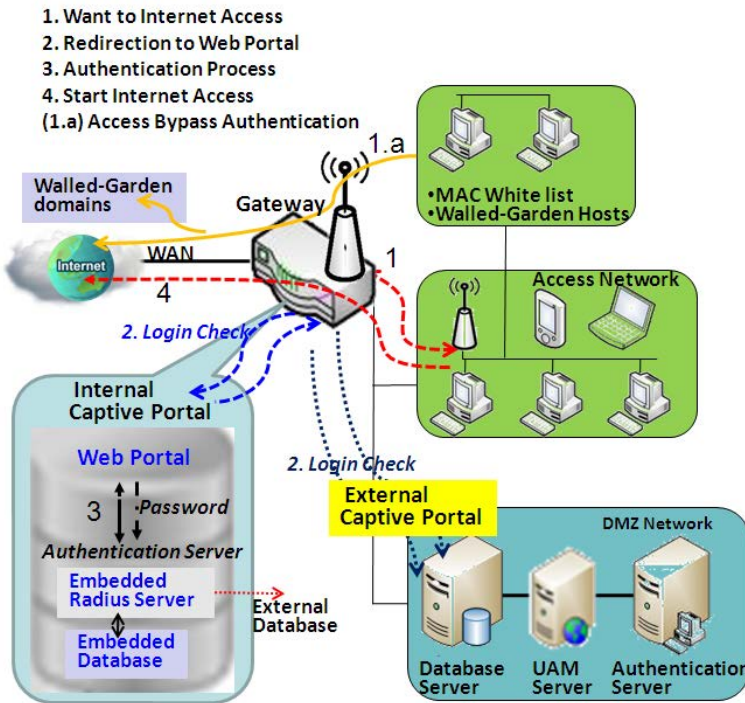 1. Want to Internet Access
2. Redirection to Web Portal
3. Authentication Process
4. Start Internet Access
(1.a) Access Bypass Authentication
1.a
Walled-Garden
domains
Gateway
•MAC White list
•Walled-Garden Hosts
Internet
WAN
1
4
Access Network
2. Login Check
Internal
Captive Portal
Web Portal
3
Password
Authentication Server
Embedded
Radius Server
Embedded
Database
External
Database
2. Login Check
External
Captive Portal
DMZ Network
Database
Server
UAM
Server
Authentication
Server